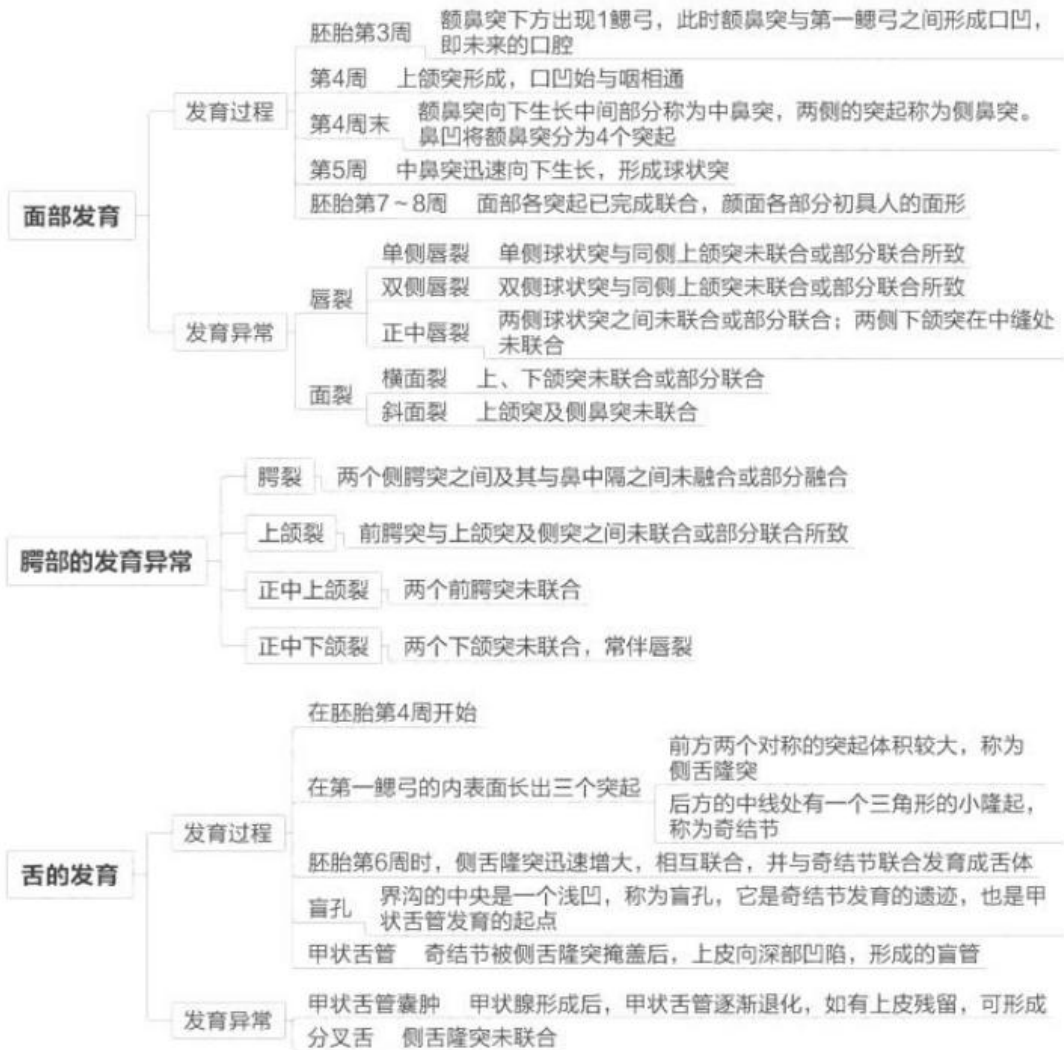 面部发育
发育过程
胚胎第3周
额鼻突下方出现1鳃弓，此时额鼻突与第一鳃弓之间形成口凹，
即未来的口腔
第4周 上颌突形成，口凹始与咽相通
第4周末
额鼻突向下生长中间部分称为中鼻突，两侧的突起称为侧鼻突。
鼻凹将额鼻突分为4个突起
第5周 中鼻突迅速向下生长，形成球状突
胚胎第7～8周 面部各突起已完成联合，颜面各部分初具人的面形
发育异常
唇裂
单侧唇裂 单侧球状突与同侧上颌突未联合或部分联合所致
双侧唇裂 双侧球状突与同侧上颌突未联合或部分联合所致
正中唇裂
两侧球状突之间未联合或部分联合；两侧下颌突在中缝处
未联合
面裂
横面裂 上、下颌突未联合或部分联合
斜面裂 上颌突及侧鼻突未联合
腭部的发育异常
腭裂 两个侧腭突之间及其与鼻中隔之间未融合或部分融合
上颌裂 前腭突与上颌突及侧突之间未联合或部分联合所致
正中上颌裂 两个前腭突未联合
正中下颌裂 两个下颌突未联合，常伴唇裂
舌的发育
发育过程
在胚胎第4周开始
在第一鳃弓的内表面长出三个突起
前方两个对称的突起体积较大，称为
侧舌隆突
后方的中线处有一个三角形的小隆起，
称为奇结节
胚胎第6周时，侧舌隆突迅速增大，相互联合，并与奇结节联合发育成舌体
盲孔
界沟的中央是一个浅凹，称为盲孔，它是奇结节发育的遗迹，也是甲
状舌管发育的起点
甲状舌管 奇结节被侧舌隆突掩盖后，上皮向深部凹陷，形成的盲管
发育异常
甲状舌管囊肿 甲状腺形成后，甲状舌管逐渐退化，如有上皮残留，可形成
分叉舌 侧舌隆突未联合